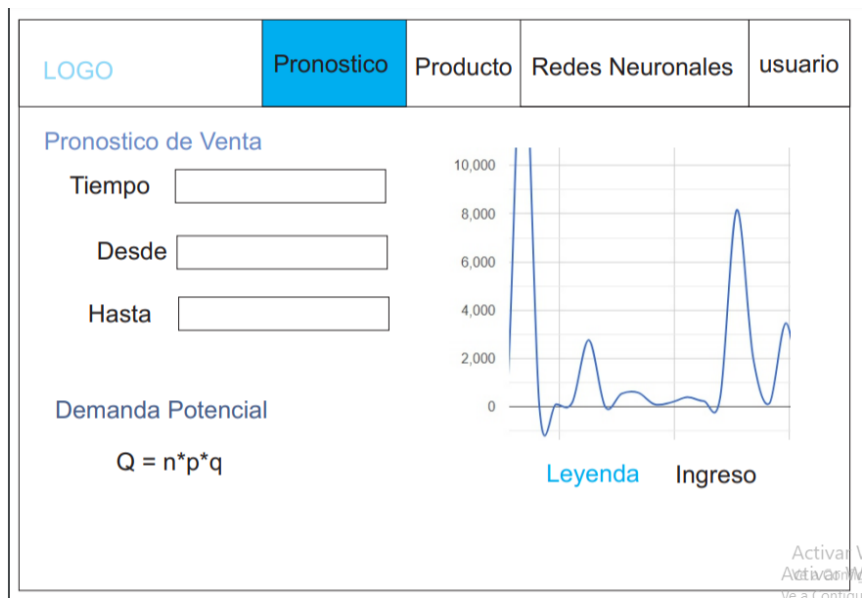 LOGO
Pronostico
Producto
Redes Neuronales
usuario
Pronostico de Venta
Tiempo
Desde
Hasta
Demanda Potencial
Q = n*p*q
10,000
8,000
6,000
4,000
2,000
0
Leyenda
Ingreso
Activar